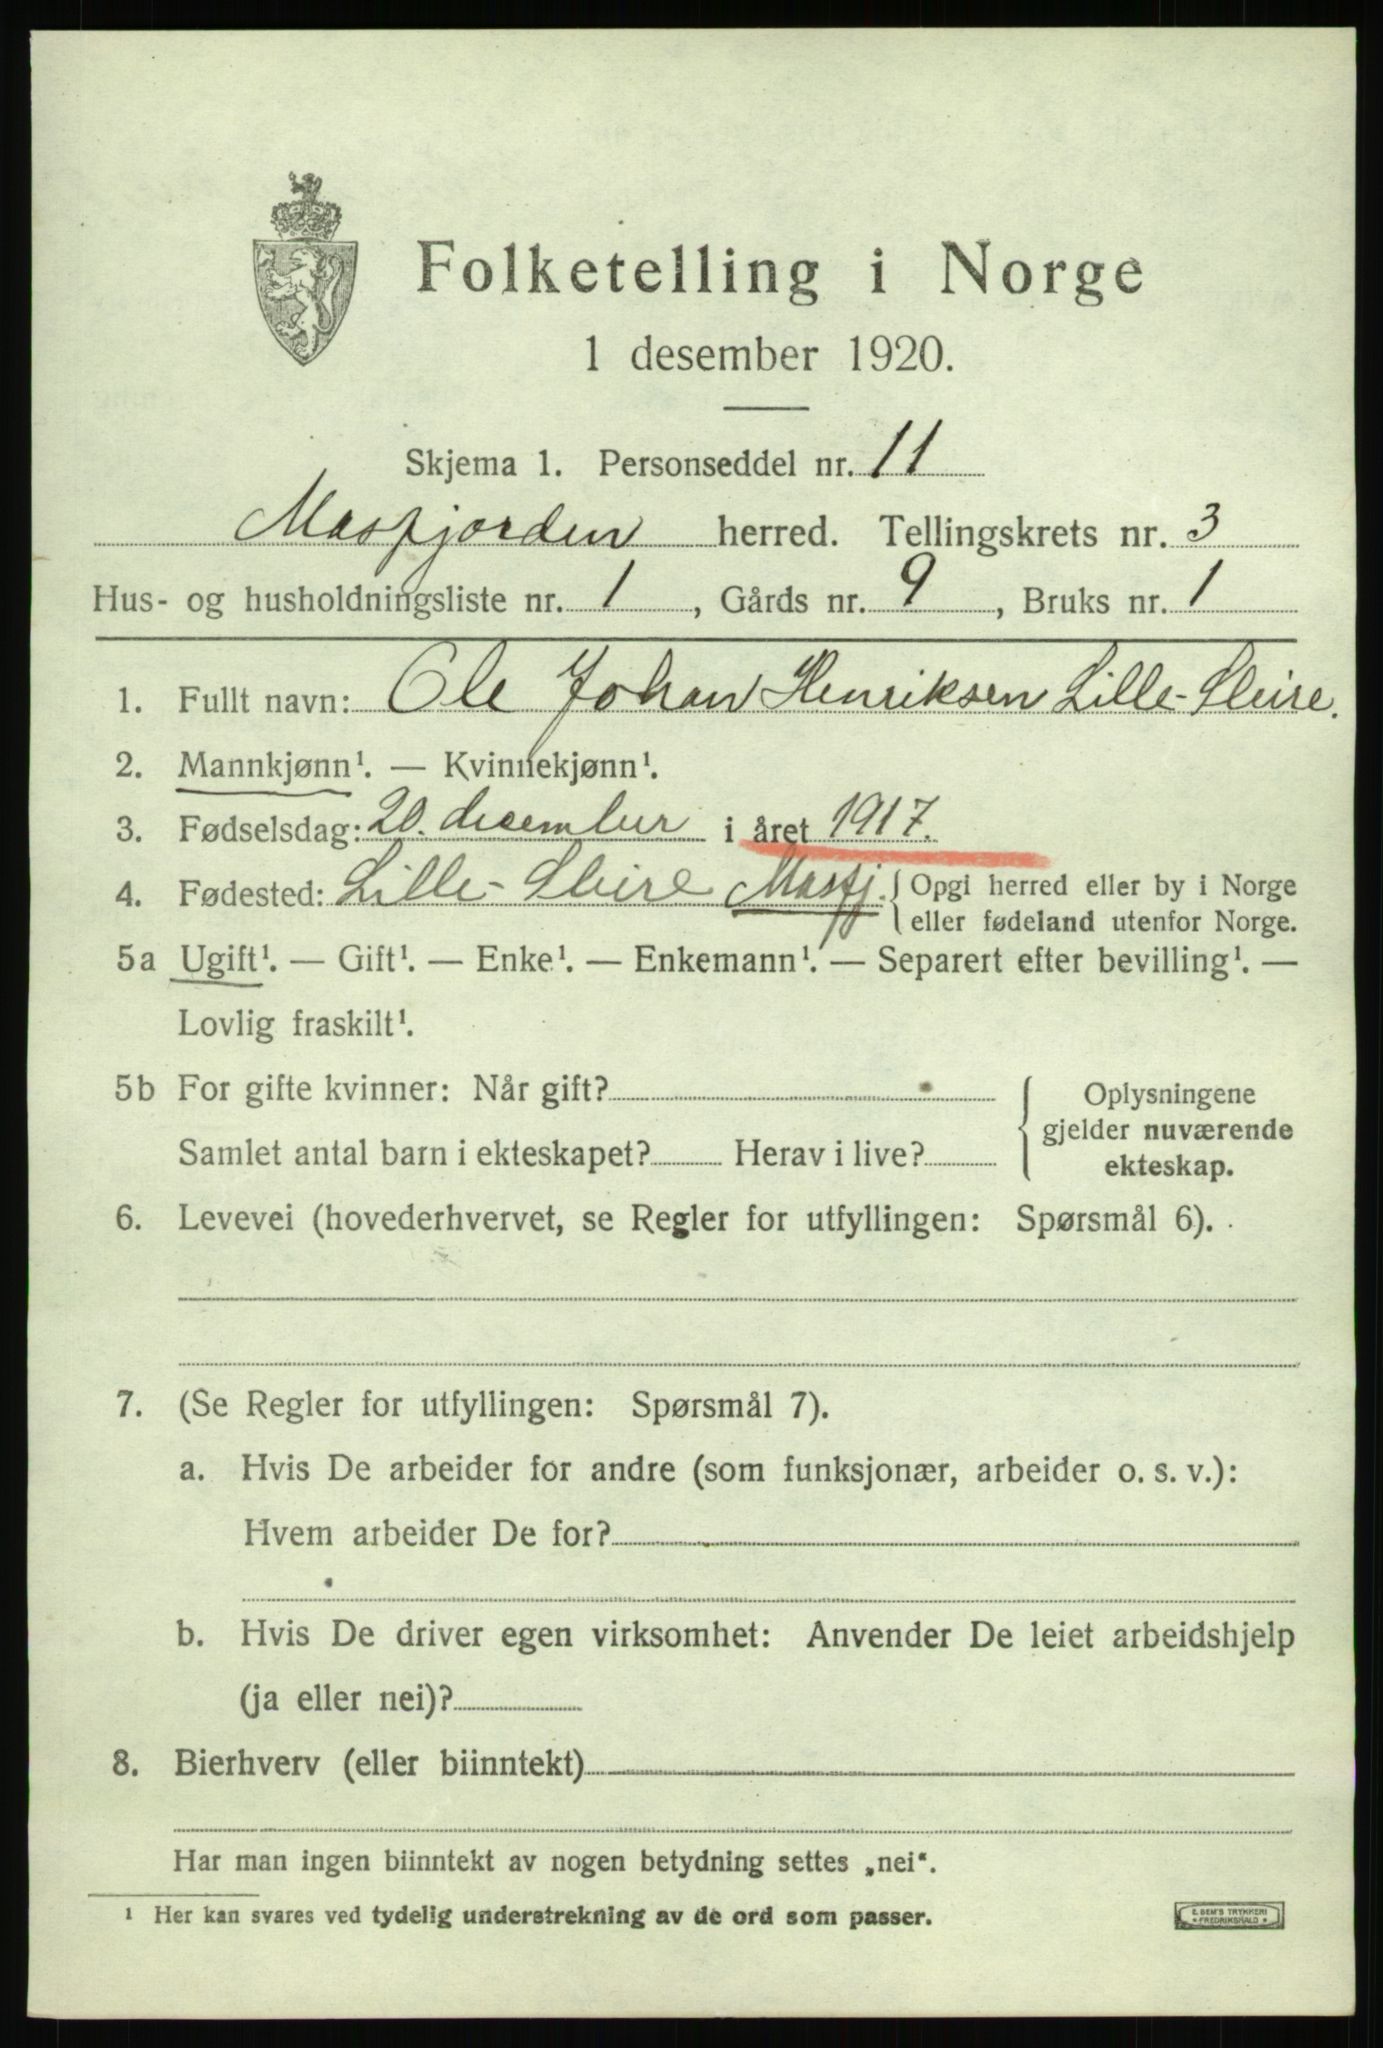 Folketelling i Norge
1 desember 1920.
Skjema 1. Personseddel nr. 11
Masfjorden herred. Tellingskrets nr. 3
Hus- og husholdningsliste nr. 1, Gårds nr. 9, Bruks nr. 1
1. Fullt navn: Ole Johan Henriksen Lille-Sleire.
2. Mannkjønn¹. — Kvinnekjønn¹.
3. Fødselsdag: 20. december i året 1917.
4. Fødested: Lille-Sleire Masfj. { Opgi herred eller by i Norge
eller fødeland utenfor Norge.
5a Ugift¹. — Gift¹. — Enke¹. — Enkemann¹. — Separert efter bevilling¹. —
Lovlig fraskilt¹.
5b For gifte kvinner: Når gift?
Samlet antal barn i ekteskapet? Herav i live?
{ Oplysningene
gjelder nuværende
ekteskap.
6. Levevei (hovederhvervet, se Regler for utfyllingen: Spørsmål 6).
7. (Se Regler for utfyllingen: Spørsmål 7).
a. Hvis De arbeider for andre (som funksjonær, arbeider o. s. v.):
Hvem arbeider De for?
b. Hvis De driver egen virksomhet: Anvender De leiet arbeidshjelp
(ja eller nei)?
8. Bierhverv (eller biinntekt)
Har man ingen biinntekt av nogen betydning settes „nei“.
¹ Her kan svares ved tydelig understrekning av de ord som passer.
E. SEM'S TRYKKERI
* FREDRIKSHALD *